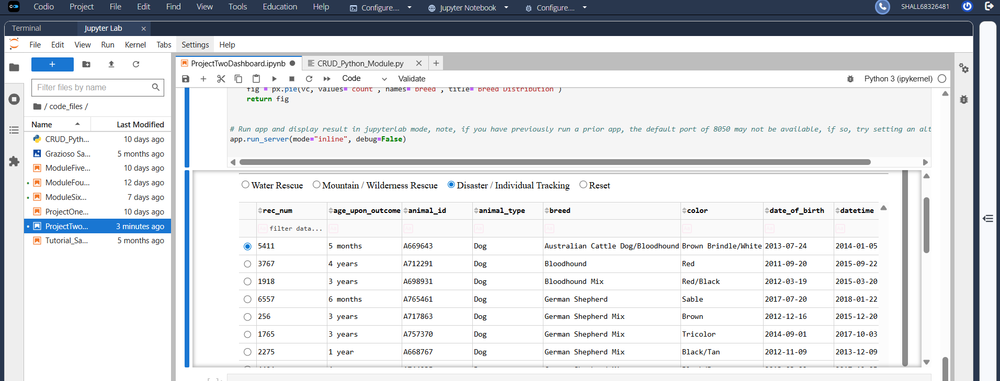 Codio Project File Edit Find View Tools Education Help Configure.... Jupyter Notebook Configure.... SHALL68326481
Terminal Jupyter Lab
File Edit View Run Kernel Tabs Settings Help
ProjectTwoDashboard.ipynb CRUD_Python_Module.py
Code Validate Python 3 (ipykernel)
Filter files by name
/ code_files /
Name Last Modified
CRUD_Pyth... 10 days ago
Grazioso Sa... 5 months ago
ModuleFive... 10 days ago
ModuleFou... 12 days ago
ModuleSix... 7 days ago
ProjectOne... 10 days ago
ProjectTwo... 3 minutes ago
Tutorial_Sa... 5 months ago
fig = px.pie(vc, values='count', names='breed', title='Breed Distribution')
return fig
# Run app and display result in jupyterlab mode, note, if you have previously run a prior app, the default port of 8050 may not be available, if so, try setting an alt
app.run_server(mode="inline", debug=False)
Water Rescue Mountain / Wilderness Rescue Disaster / Individual Tracking Reset
rec_num age_upon_outcome animal_id animal_type breed color date_of_birth datetime
filter data...
5411 5 months A669643 Dog Australian Cattle Dog/Bloodhound Brown Brindle/White 2013-07-24 2014-01-05
3767 4 years A712291 Dog Bloodhound Red 2011-09-20 2015-09-22
1918 3 years A698931 Dog Bloodhound Mix Red/Black 2012-03-19 2015-03-20
6557 6 months A765461 Dog German Shepherd Sable 2017-07-20 2018-01-22
256 3 years A717863 Dog German Shepherd Mix Brown 2012-12-16 2015-12-20
1765 3 years A757370 Dog German Shepherd Mix Tricolor 2014-09-01 2017-10-03
2275 1 year A668767 Dog German Shepherd Mix Black/Tan 2012-11-09 2013-12-09